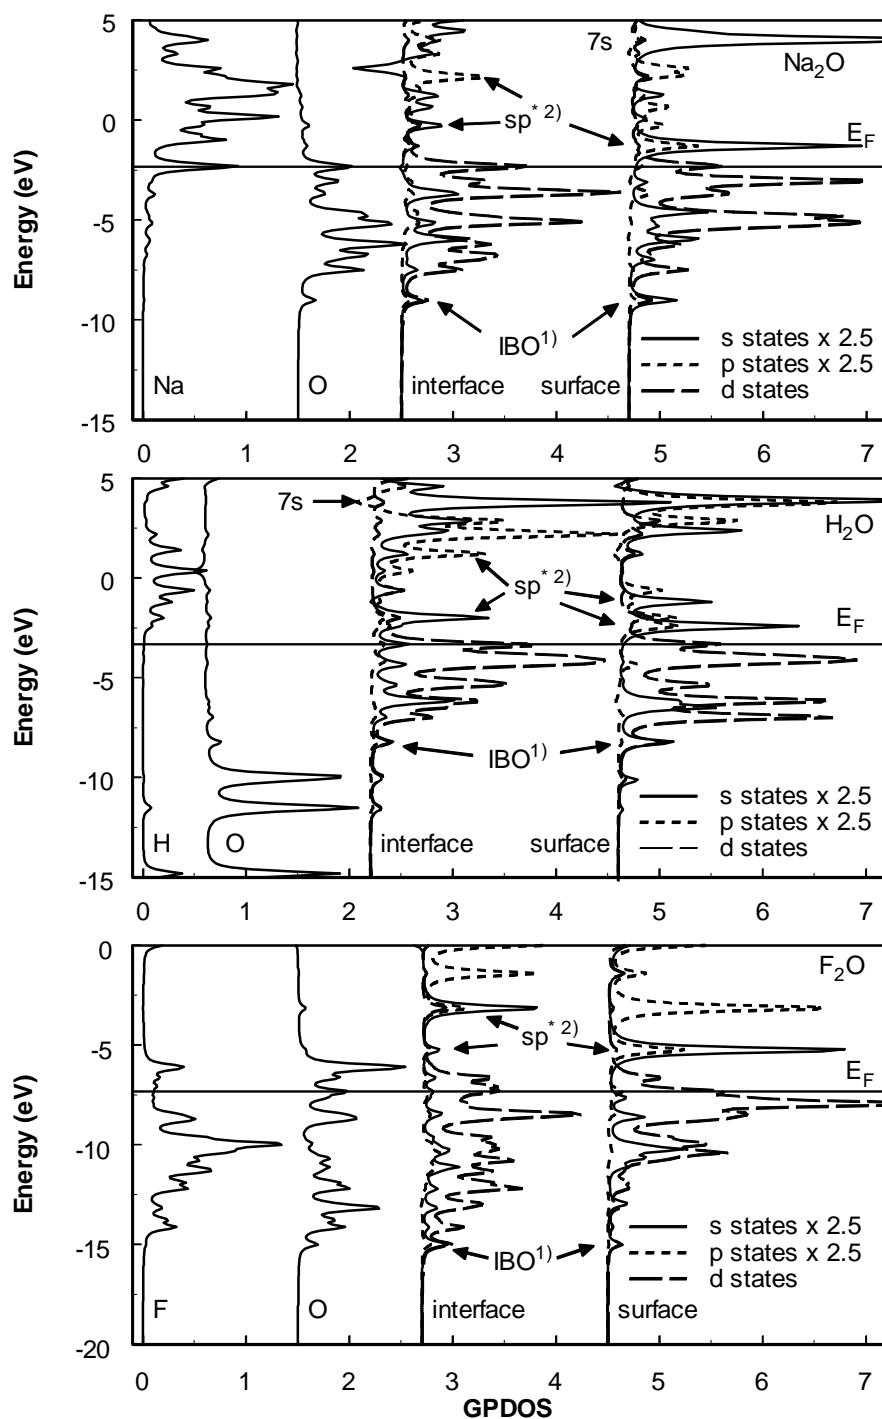 5
0
-5
-10
-15
Energy (eV)
7s
Na2O
sp* 2)
EF
IBO1)
s states x 2.5
p states x 2.5
d states
Na
O
interface
surface
0 1 2 3 4 5 6 7
5
0
-5
-10
-15
Energy (eV)
7s
H2O
sp* 2)
EF
IBO1)
s states x 2.5
p states x 2.5
d states
H
O
interface
surface
0 1 2 3 4 5 6 7
0
-5
-10
-15
-20
Energy (eV)
F2O
sp* 2)
EF
IBO1)
s states x 2.5
p states x 2.5
d states
F
O
interface
surface
0 1 2 3 4 5 6 7
GPDOS